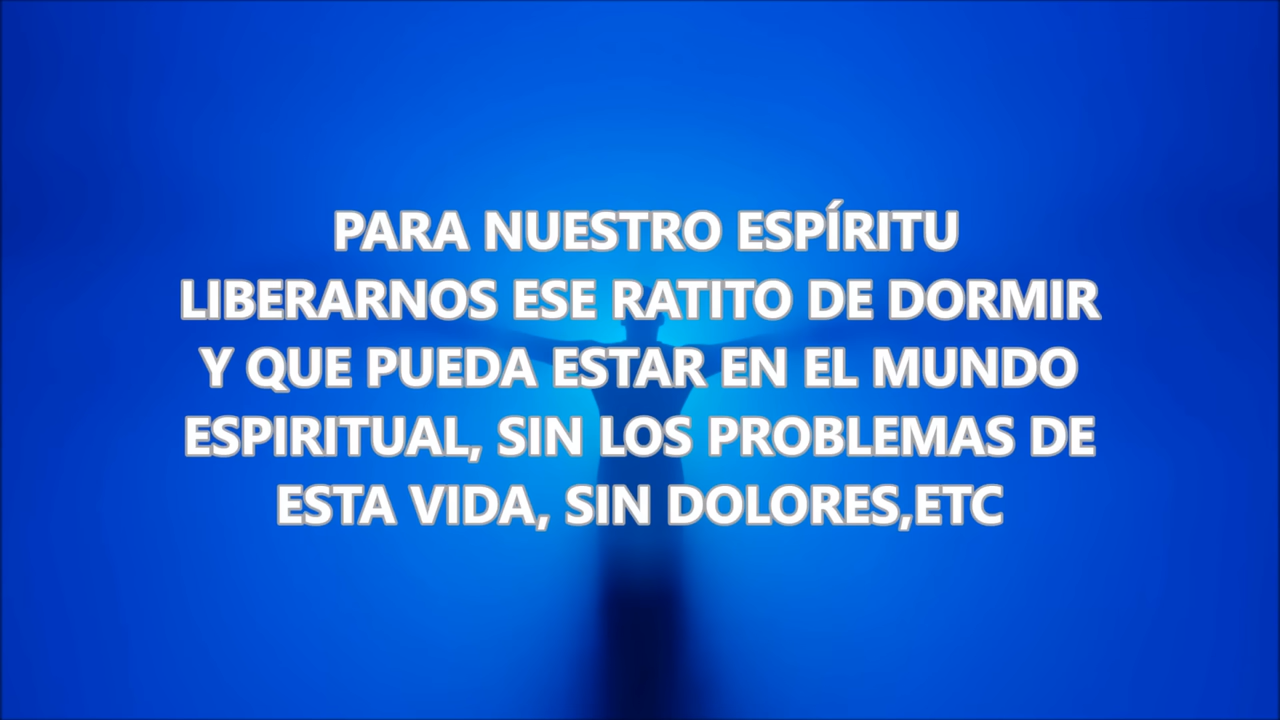 PARA NUESTRO ESPÍRITU
LIBERARNOS ESE RATITO DE DORMIR
Y QUE PUEDA ESTAR EN EL MUNDO
ESPIRITUAL, SIN LOS PROBLEMAS DE
ESTA VIDA, SIN DOLORES,ETC